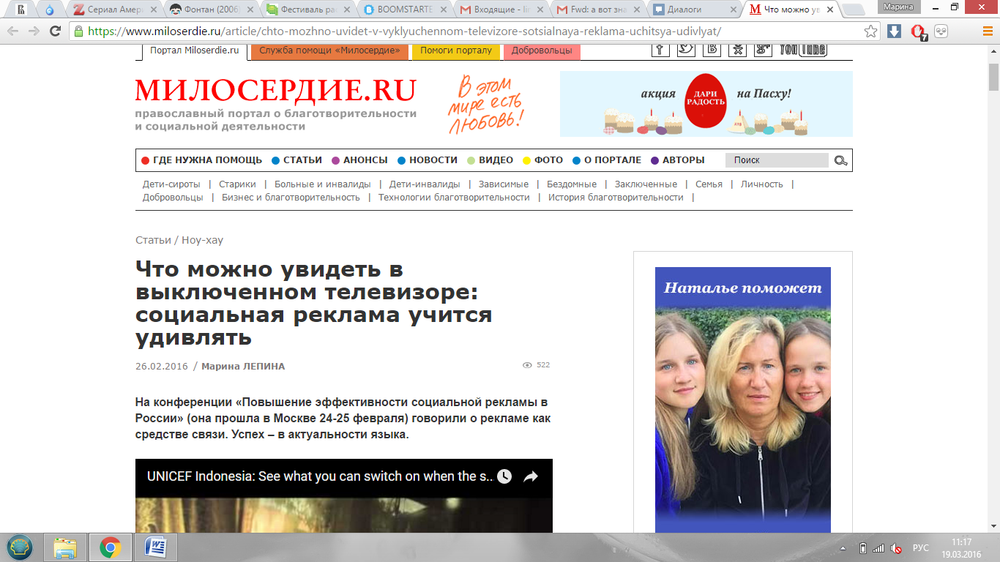 Сериал Амери
Фонтан (2006)
Фестиваль ра
BOOMSTARTE
Входящие - lin
Fwd: а вот зна
Диалоги
Что можно ув
Марина
https://www.miloserdie.ru/article/chto-mozhno-uvidet-v-vyklyuchennom-televizore-sotsialnaya-reklama-uchitsya-udivlyat/
7
Портал Miloserdie.ru
Служба помощи «Милосердие»
Помоги порталу
Добровольцы
You Tube
МИЛОСЕРДИЕ.RU
православный портал о благотворительности
и социальной деятельности
В этом
мире есть
любовь!
акция ДАРИ РАДОСТЬ на Пасху!
ГДЕ НУЖНА ПОМОЩЬ СТАТЬИ АНОНСЫ НОВОСТИ ВИДЕО ФОТО О ПОРТАЛЕ АВТОРЫ Поиск
Дети-сироты | Старики | Больные и инвалиды | Дети-инвалиды | Зависимые | Бездомные | Заключенные | Семья | Личность |
Добровольцы | Бизнес и благотворительность | Технологии благотворительности | История благотворительности |
Статьи / Ноу-хау
Что можно увидеть в
выключенном телевизоре:
социальная реклама учится
удивлять
26.02.2016 / Марина ЛЕПИНА
522
На конференции «Повышение эффективности социальной рекламы в
России» (она прошла в Москве 24-25 февраля) говорили о рекламе как
средстве связи. Успех – в актуальности языка.
UNICEF Indonesia: See what you can switch on when the s...
Наталье поможет
РУС
11:17
19.03.2016